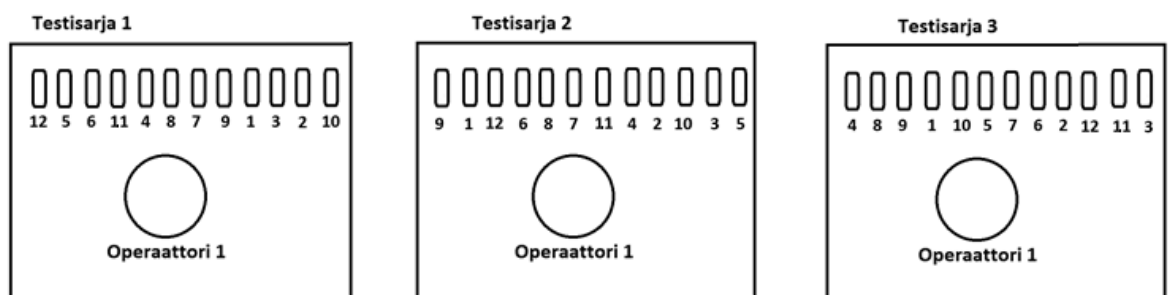 Testisarja 1
12 5 6 11 4 8 7 9 1 3 2 10
Operaattori 1
Testisarja 2
9 1 12 6 8 7 11 4 2 10 3 5
Operaattori 1
Testisarja 3
4 8 9 1 10 5 7 6 2 12 11 3
Operaattori 1